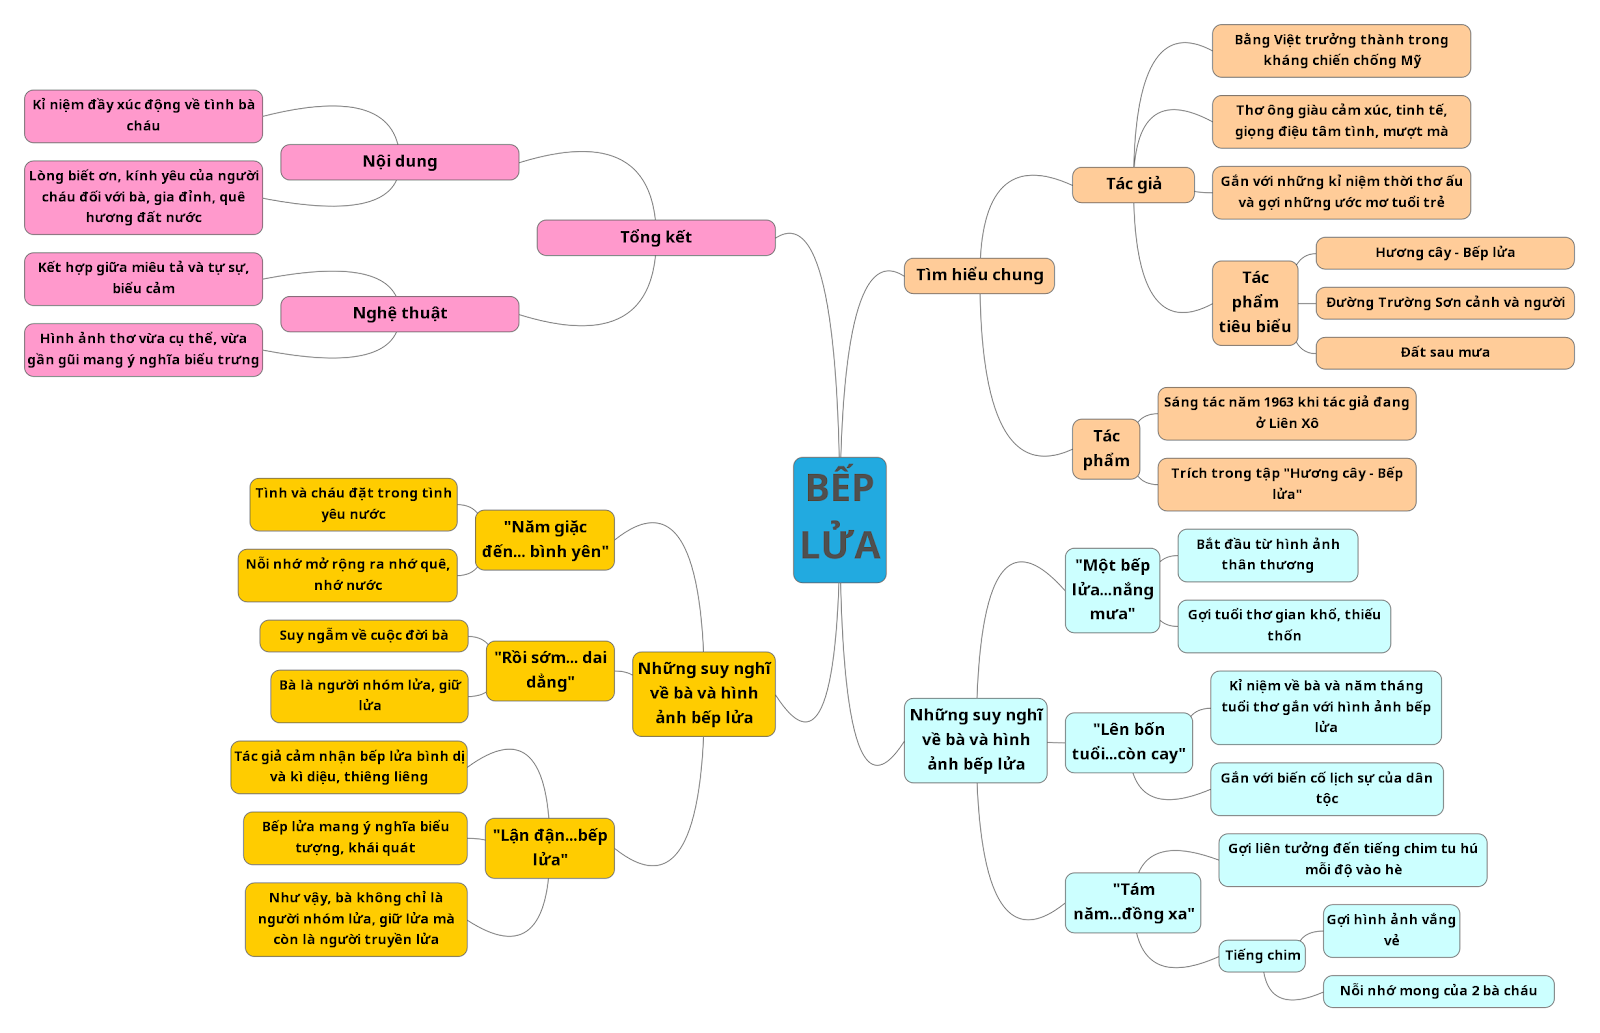 BẾP
LỬA
Tìm hiểu chung
Tác giả
Bằng Việt trưởng thành trong
kháng chiến chống Mỹ
Thơ ông giàu cảm xúc, tinh tế,
giọng điệu tâm tình, mượt mà
Gắn với những kỉ niệm thời thơ ấu
và gợi những ước mơ tuổi trẻ
Tác
phẩm
tiêu biểu
Hương cây - Bếp lửa
Đường Trường Sơn cảnh và người
Đất sau mưa
Tác
phẩm
Sáng tác năm 1963 khi tác giả đang
ở Liên Xô
Trích trong tập "Hương cây - Bếp
lửa"
Những suy nghĩ
về bà và hình
ảnh bếp lửa
"Một bếp
lửa...nắng
mưa"
Bắt đầu từ hình ảnh
thân thương
Gợi tuổi thơ gian khổ, thiếu
thốn
"Lên bốn
tuổi...còn cay"
Kỉ niệm về bà và năm tháng
tuổi thơ gắn với hình ảnh bếp
lửa
Gắn với biến cố lịch sự của dân
tộc
"Tám
năm...đồng xa"
Gợi liên tưởng đến tiếng chim tu hú
mỗi độ vào hè
Tiếng chim
Gợi hình ảnh vắng
vẻ
Nỗi nhớ mong của 2 bà cháu
Những suy nghĩ
về bà và hình
ảnh bếp lửa
"Năm giặc
đến... bình yên"
Tình và cháu đặt trong tình
yêu nước
Nỗi nhớ mở rộng ra nhớ quê,
nhớ nước
"Rồi sớm... dai
dẳng"
Suy ngẫm về cuộc đời bà
Bà là người nhóm lửa, giữ
lửa
"Lận đận...bếp
lửa"
Tác giả cảm nhận bếp lửa bình dị
và kì diệu, thiêng liêng
Bếp lửa mang ý nghĩa biểu
tượng, khái quát
Như vậy, bà không chỉ là
người nhóm lửa, giữ lửa mà
còn là người truyền lửa
Tổng kết
Nội dung
Kỉ niệm đầy xúc động về tình bà
cháu
Lòng biết ơn, kính yêu của người
cháu đối với bà, gia đỉnh, quê
hương đất nước
Nghệ thuật
Kết hợp giữa miêu tả và tự sự,
biểu cảm
Hình ảnh thơ vừa cụ thể, vừa
gần gũi mang ý nghĩa biểu trưng